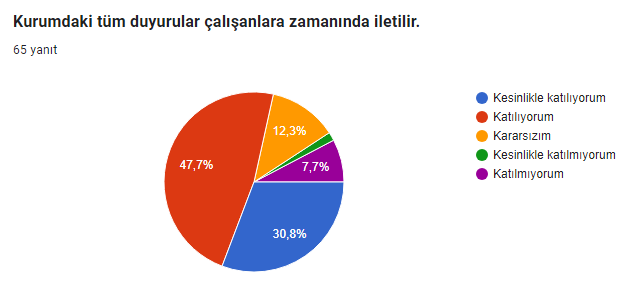 Kurumdaki tüm duyurular çalışanlara zamanında iletilir.
65 yanıt
Kesinlikle katılıyorum
Katılıyorum
Kararsızım
Kesinlikle katılmıyorum
Katılmıyorum
12,3%
47,7%
7,7%
30,8%